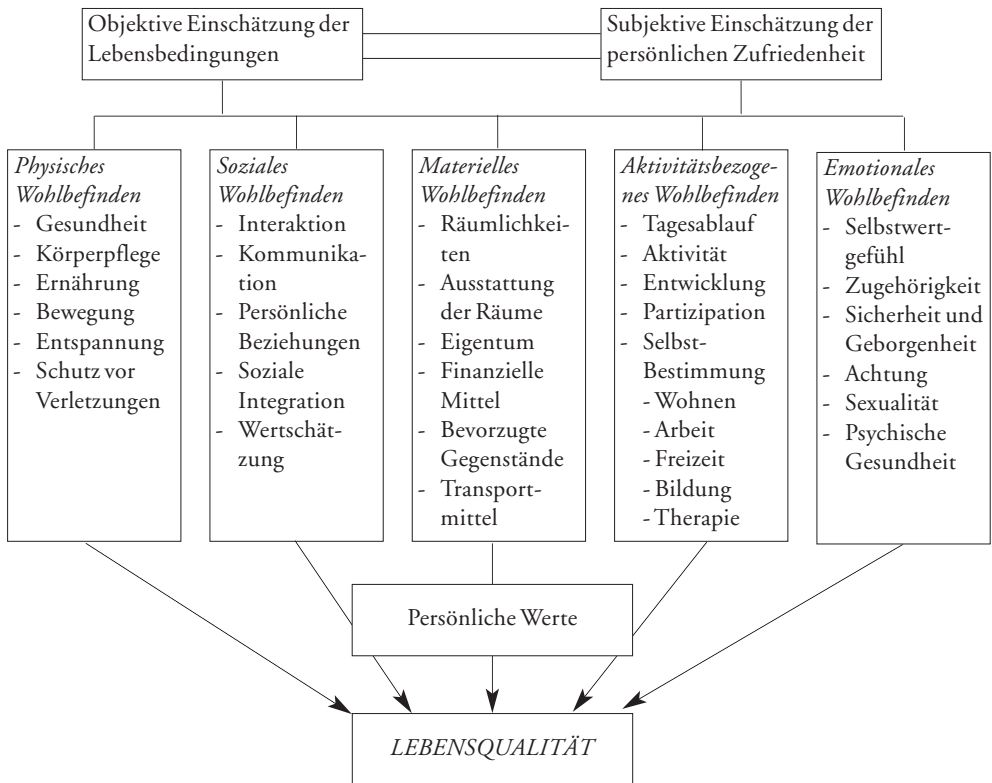 Objektive Einschätzung der
Lebensbedingungen
Subjektive Einschätzung der
persönlichen Zufriedenheit
Physisches
Wohlbefinden
- Gesundheit
- Körperpflege
- Ernährung
- Bewegung
- Entspannung
- Schutz vor
Verletzungen
Soziales
Wohlbefinden
- Interaktion
- Kommunika-
tion
- Persönliche
Beziehungen
- Soziale
Integration
- Wertschät-
zung
Materielles
Wohlbefinden
- Räumlichkei-
ten
- Ausstattung
der Räume
- Eigentum
- Finanzielle
Mittel
- Bevorzugte
Gegenstände
- Transport-
mittel
Aktivitätsbezoge-
nes Wohlbefinden
- Tagesablauf
- Aktivität
- Entwicklung
- Partizipation
- Selbst-
Bestimmung
- Wohnen
- Arbeit
- Freizeit
- Bildung
- Therapie
Emotionales
Wohlbefinden
- Selbstwert-
gefühl
- Zugehörigkeit
- Sicherheit und
Geborgenheit
- Achtung
- Sexualität
- Psychische
Gesundheit
Persönliche Werte
LEBENSQUALITÄT